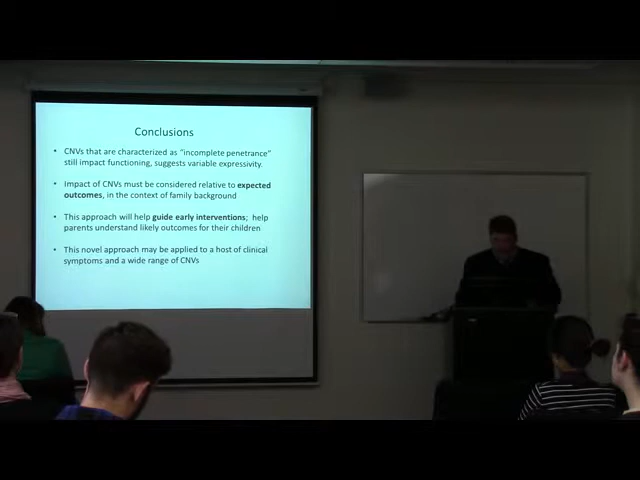 Conclusions
• CNVs that are characterized as "incomplete penetrance"
still impact functioning, suggests variable expressivity.
• Impact of CNVs must be considered relative to expected
outcomes, in the context of family background
• This approach will help guide early interventions; help
parents understand likely outcomes for their children
• This novel approach may be applied to a host of clinical
symptoms and a wide range of CNVs